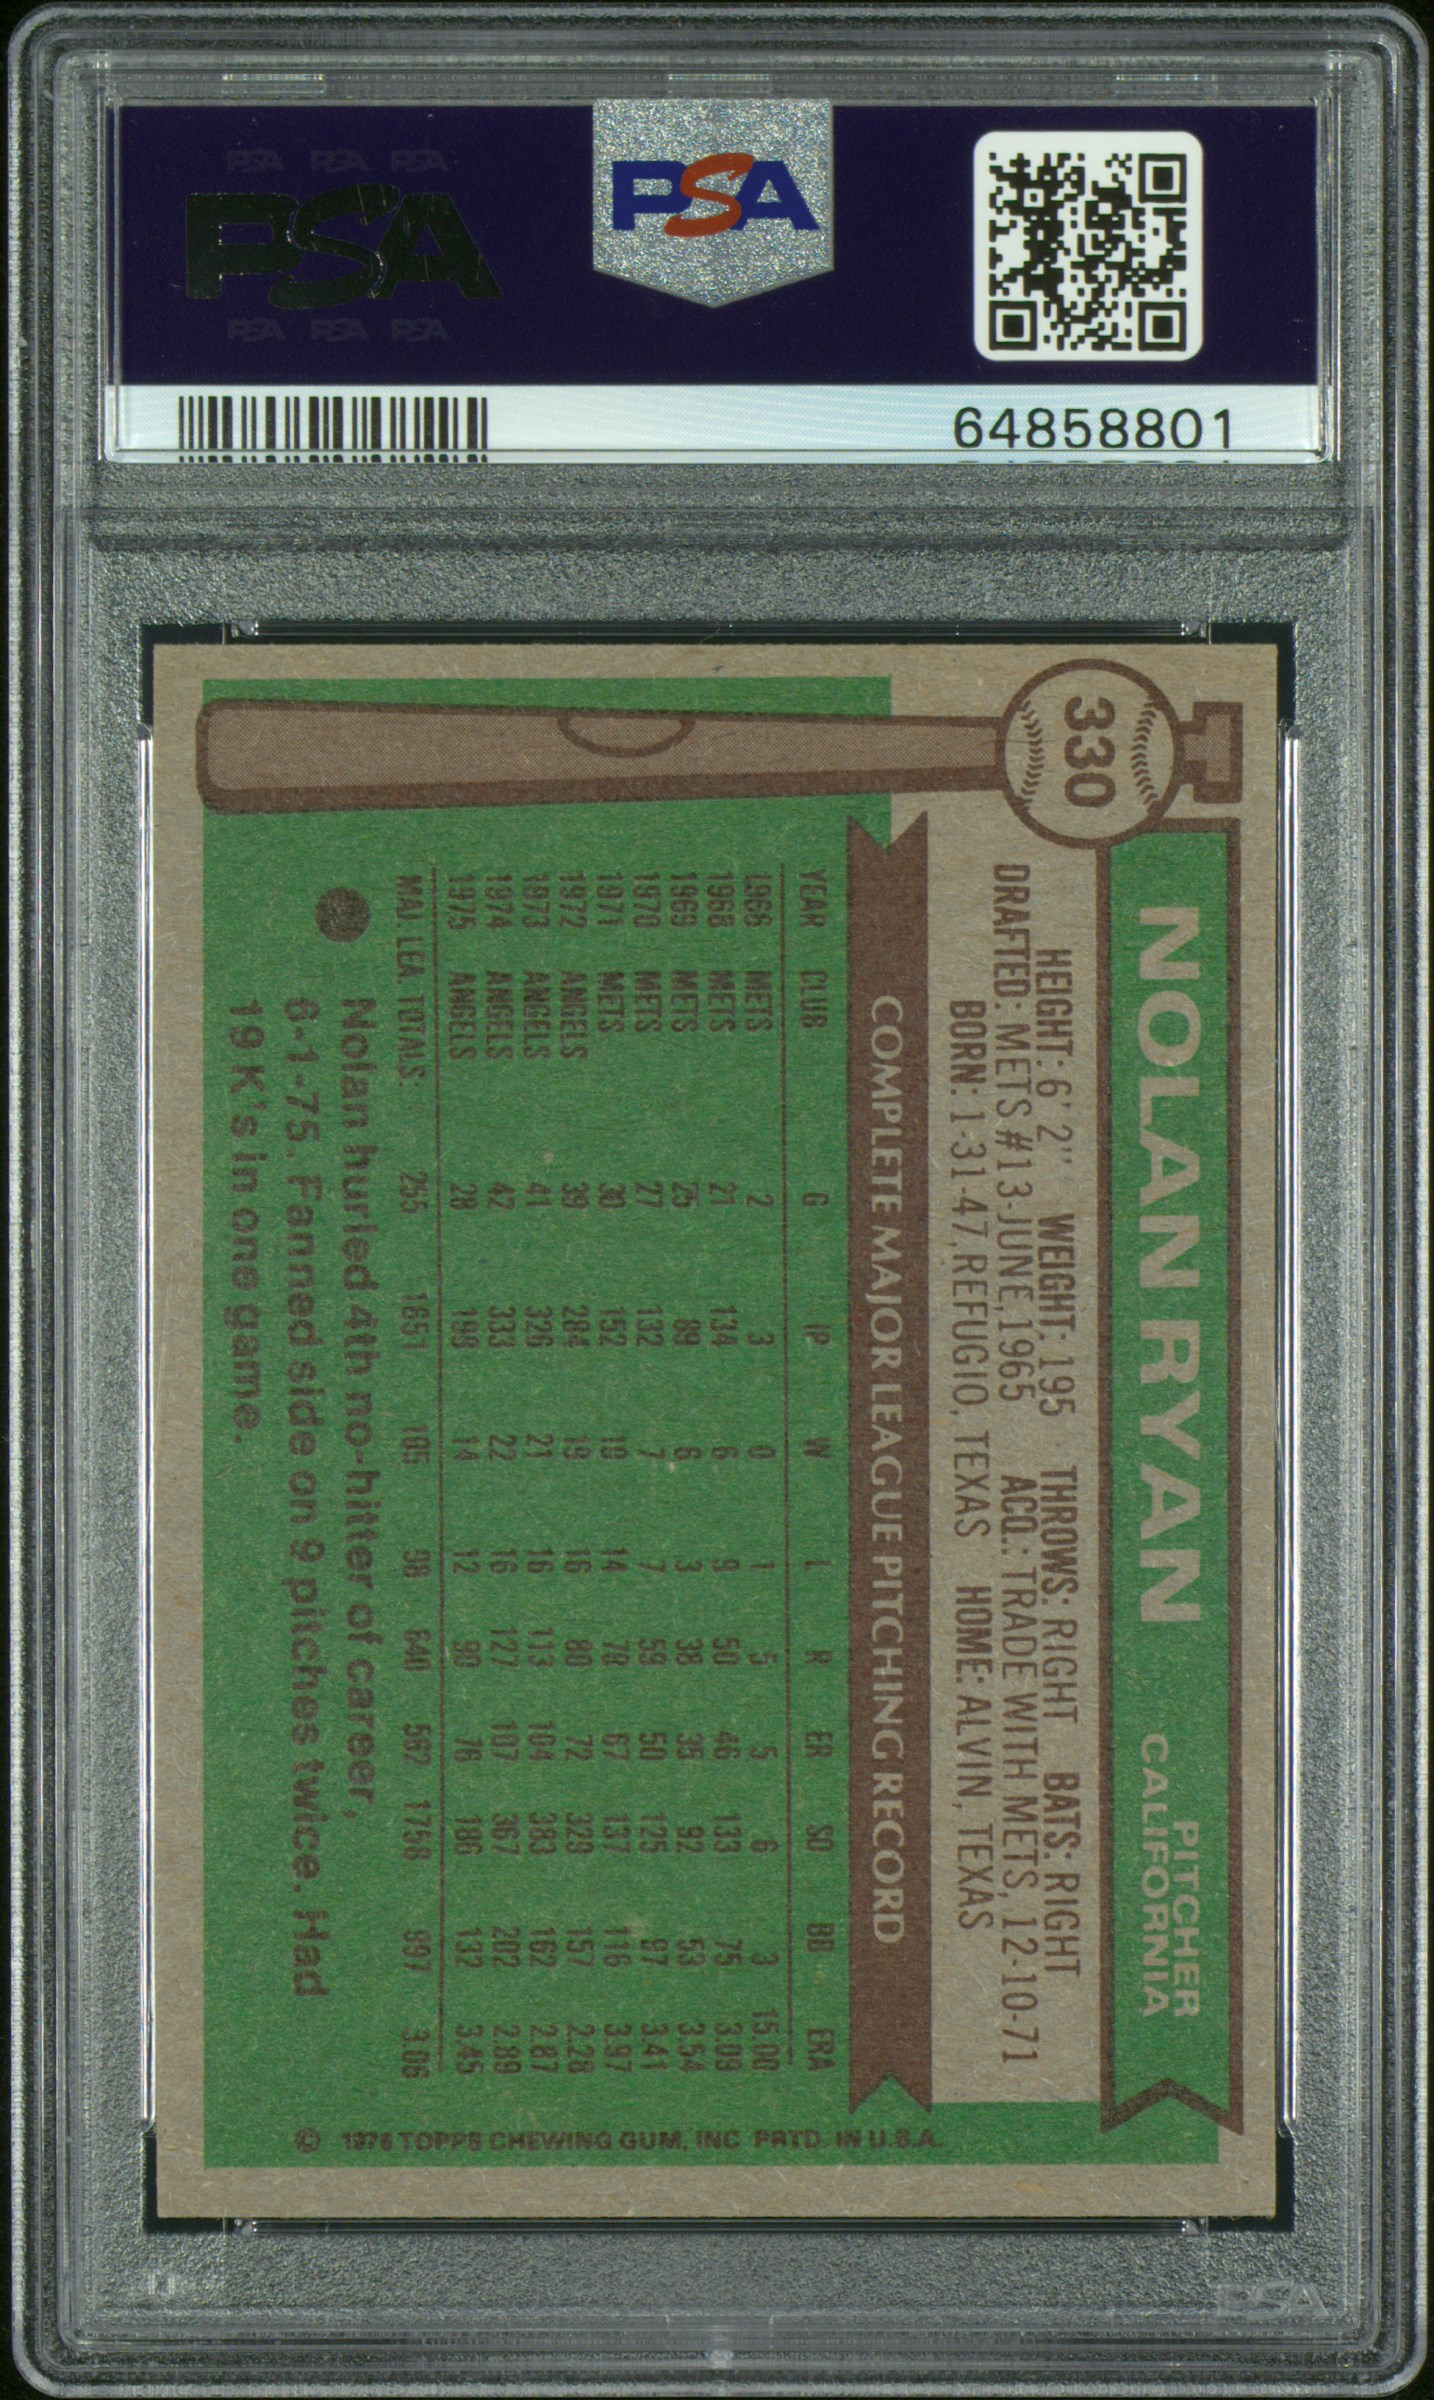 PSA PSA PSA
PSA
PSA PSA PSA
PSA
64858801
330
NOLAN RYAN
PITCHER
CALIFORNIA
HEIGHT: 6'2" WEIGHT: 195 THROWS: RIGHT BATS: RIGHT
DRAFTED: METS #13-JUNE, 1965 ACQ.: TRADE WITH METS, 12-10-71
BORN: 1-31-47, REFUGIO, TEXAS HOME: ALVIN, TEXAS
COMPLETE MAJOR LEAGUE PITCHING RECORD
YEAR CLUB G IP W L R ER SO BB ERA
1966 METS 2 3 0 1 5 5 6 3 15.00
1968 METS 21 134 6 9 50 46 133 75 3.09
1969 METS 25 89 6 3 38 35 92 53 3.54
1970 METS 27 132 7 7 59 50 125 97 3.41
1971 METS 30 152 10 14 78 67 137 116 3.97
1972 ANGELS 39 284 19 16 80 72 329 157 2.28
1973 ANGELS 41 326 21 16 113 104 383 162 2.87
1974 ANGELS 42 333 22 16 127 107 367 202 2.89
1975 ANGELS 28 198 14 12 90 76 186 132 3.45
MAJ. LEA. TOTALS: 255 1651 105 98 640 562 1758 997 3.06
Nolan hurled 4th no-hitter of career,
6-1-75. Fanned side on 9 pitches twice. Had
19 K's in one game.
© 1976 TOPPS CHEWING GUM, INC PRTD. IN U.S.A.
PSA